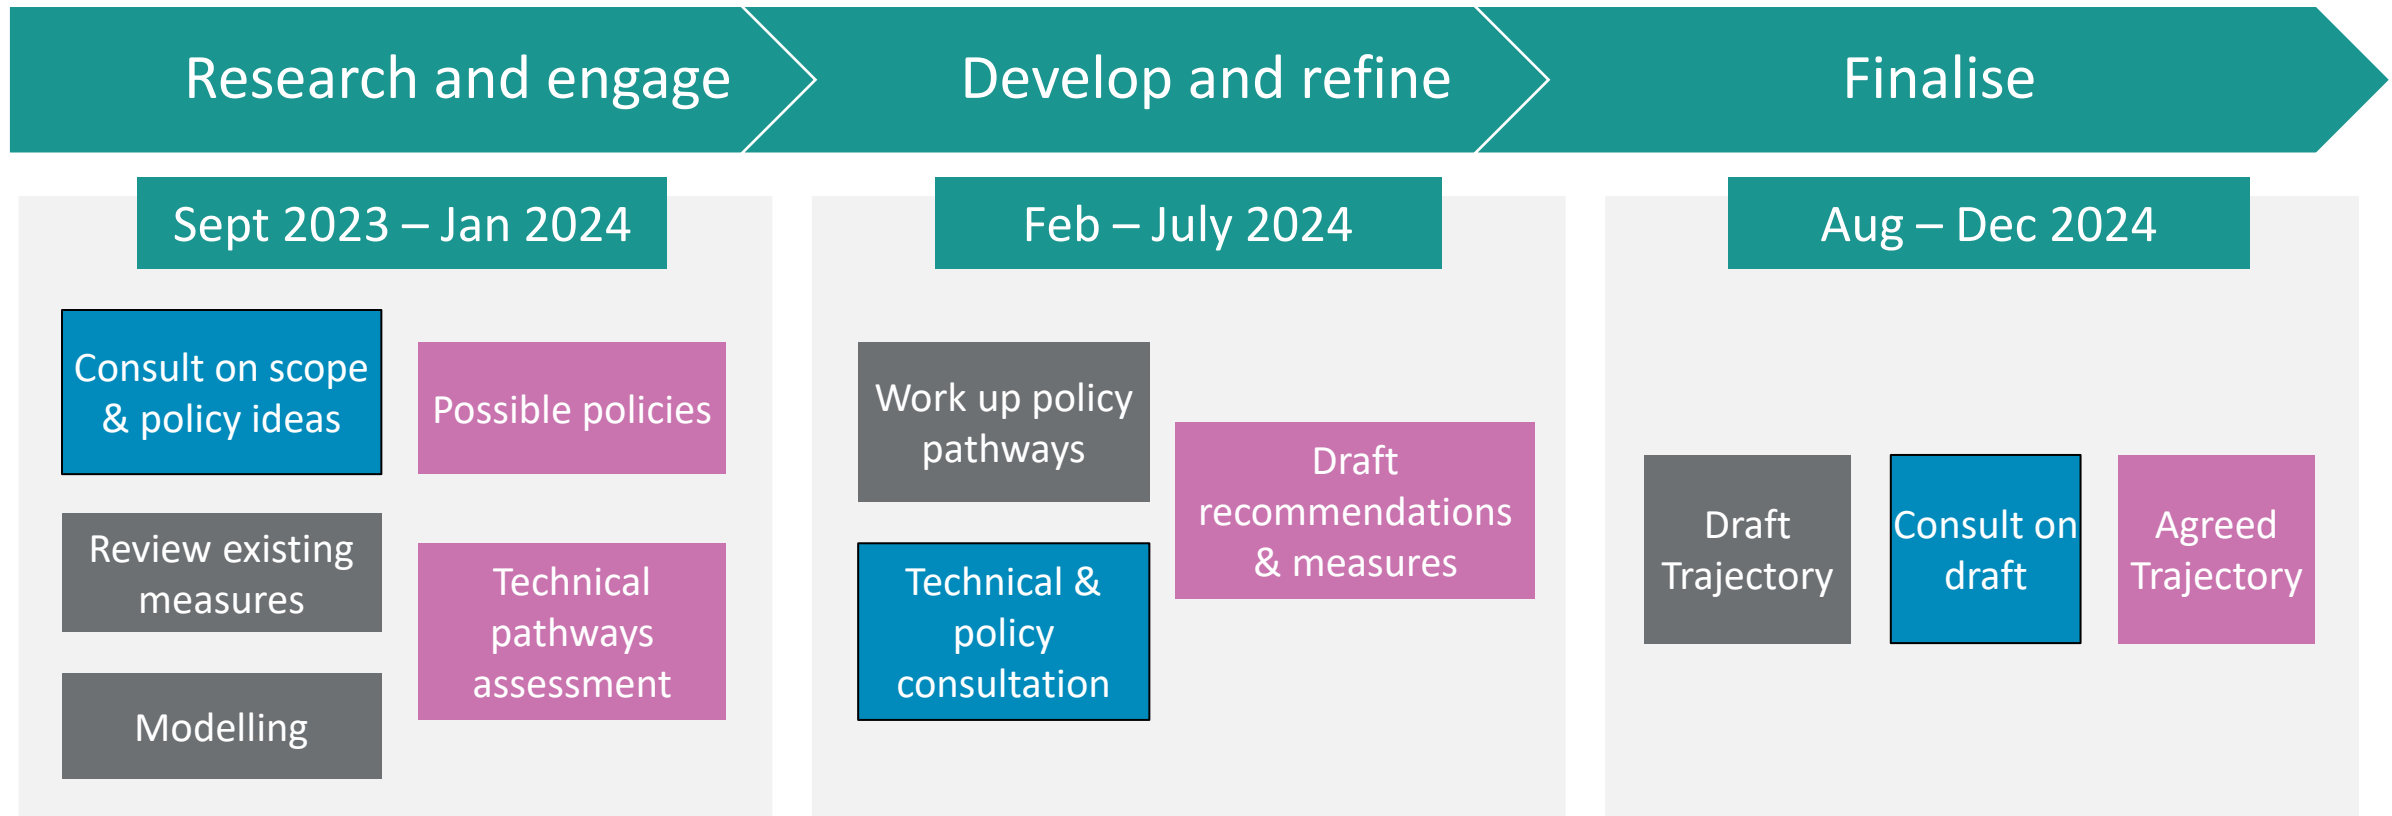 Research and engage
Develop and refine
Finalise
Sept 2023 – Jan 2024
Consult on scope
& policy ideas
Possible policies
Review existing
measures
Technical
pathways
assessment
Modelling
Feb – July 2024
Work up policy
pathways
Draft
recommendations
& measures
Technical &
policy
consultation
Aug – Dec 2024
Draft
Trajectory
Consult on
draft
Agreed
Trajectory